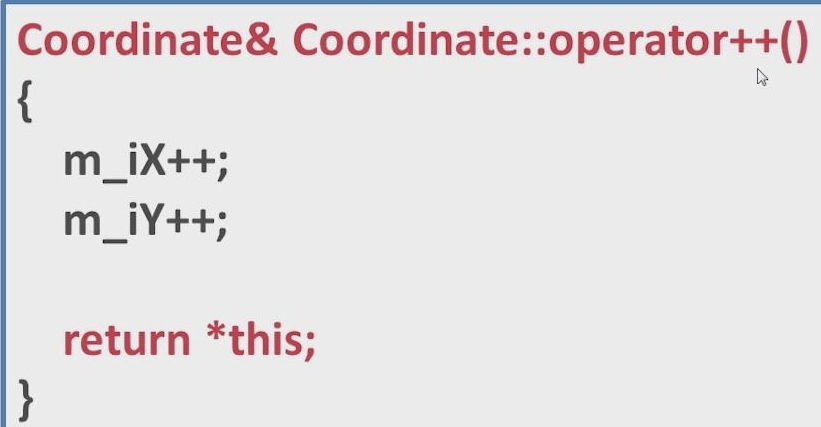 Coordinate& Coordinate::operator++()
{
m_iX++;
m_iY++;
return *this;
}